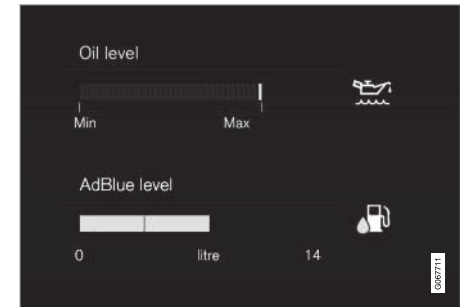 Oil level
Min Max
AdBlue level
0 litre 14
G067711